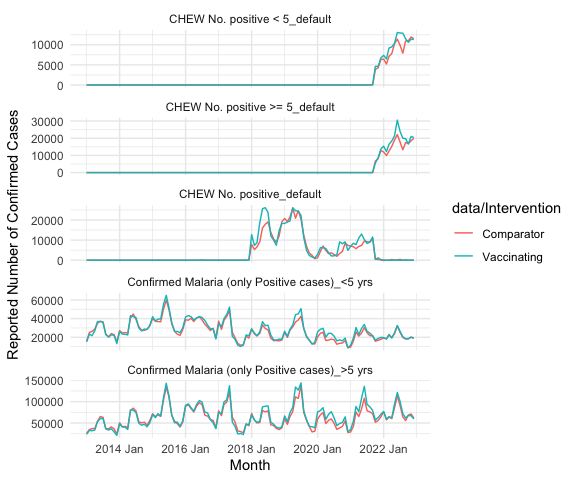 CHEW No. positive < 5_default
10000
5000
0
CHEW No. positive >= 5_default
30000
20000
10000
0
CHEW No. positive_default
20000
10000
0
Confirmed Malaria (only Positive cases)_<5 yrs
60000
40000
20000
Confirmed Malaria (only Positive cases)_>5 yrs
150000
100000
50000
2014 Jan 2016 Jan 2018 Jan 2020 Jan 2022 Jan
Month
Reported Number of Confirmed Cases
data/Intervention
Comparator
Vaccinating